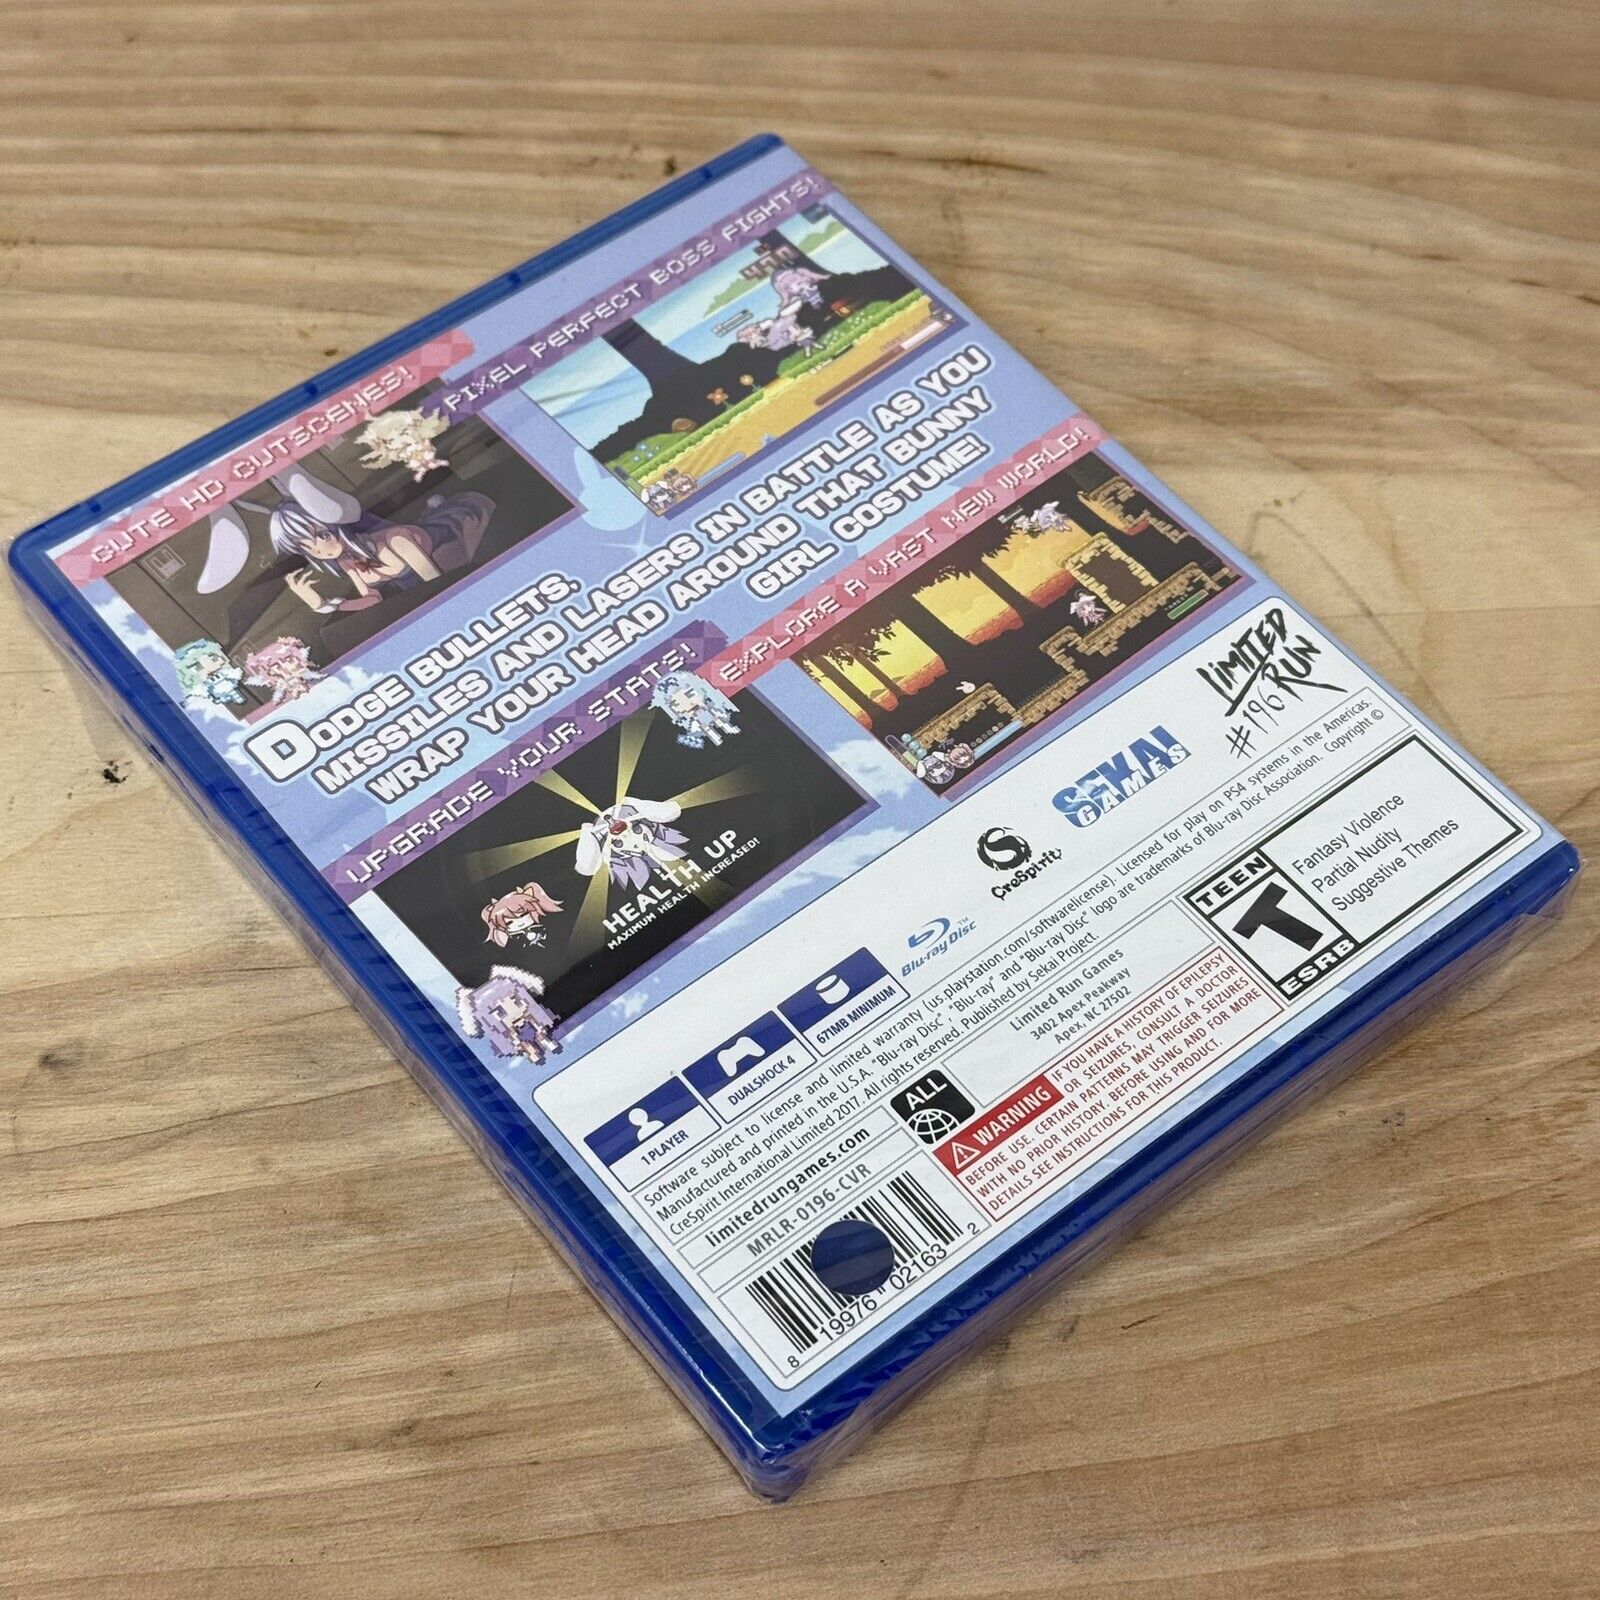 CUTE HD CUTSCENES!
PIXEL PERFECT BOSS FIGHTS!
DODGE BULLETS,
MISSILES AND LASERS IN BATTLE AS YOU
WRAP YOUR HEAD AROUND THAT BUNNY
GIRL COSTUME!
UPGRADE YOUR STATS!
EXPLORE A VAST NEW WORLD!
HEALTH UP
MAXIMUM HEALTH INCREASED!
LIMITED
RUN
#196
SEKAI
GAMES
CreSpirit
Blu-ray Disc™
1 PLAYER
DUALSHOCK 4
671MB MINIMUM
Software subject to license and limited warranty (us.playstation.com/softwarelicense). Licensed for play on PS4 systems in the Americas.
Manufactured and printed in the U.S.A. "Blu-ray Disc", "Blu-ray" and "Blu-ray Disc" logo are trademarks of Blu-ray Disc Association. Copyright ©
CreSpirit International Limited 2017. All rights reserved. Published by Sekai Project.
limitedrungames.com
MRLR-0196-CVR
ALL
Limited Run Games
3402 Apex Peakway
Apex, NC 27502
WARNING IF YOU HAVE A HISTORY OF EPILEPSY
OR SEIZURES, CONSULT A DOCTOR
BEFORE USE. CERTAIN PATTERNS MAY TRIGGER SEIZURES
WITH NO PRIOR HISTORY. BEFORE USING AND FOR MORE
DETAILS SEE INSTRUCTIONS FOR THIS PRODUCT.
TEEN
T
ESRB
Fantasy Violence
Partial Nudity
Suggestive Themes
8 19976 02163 2